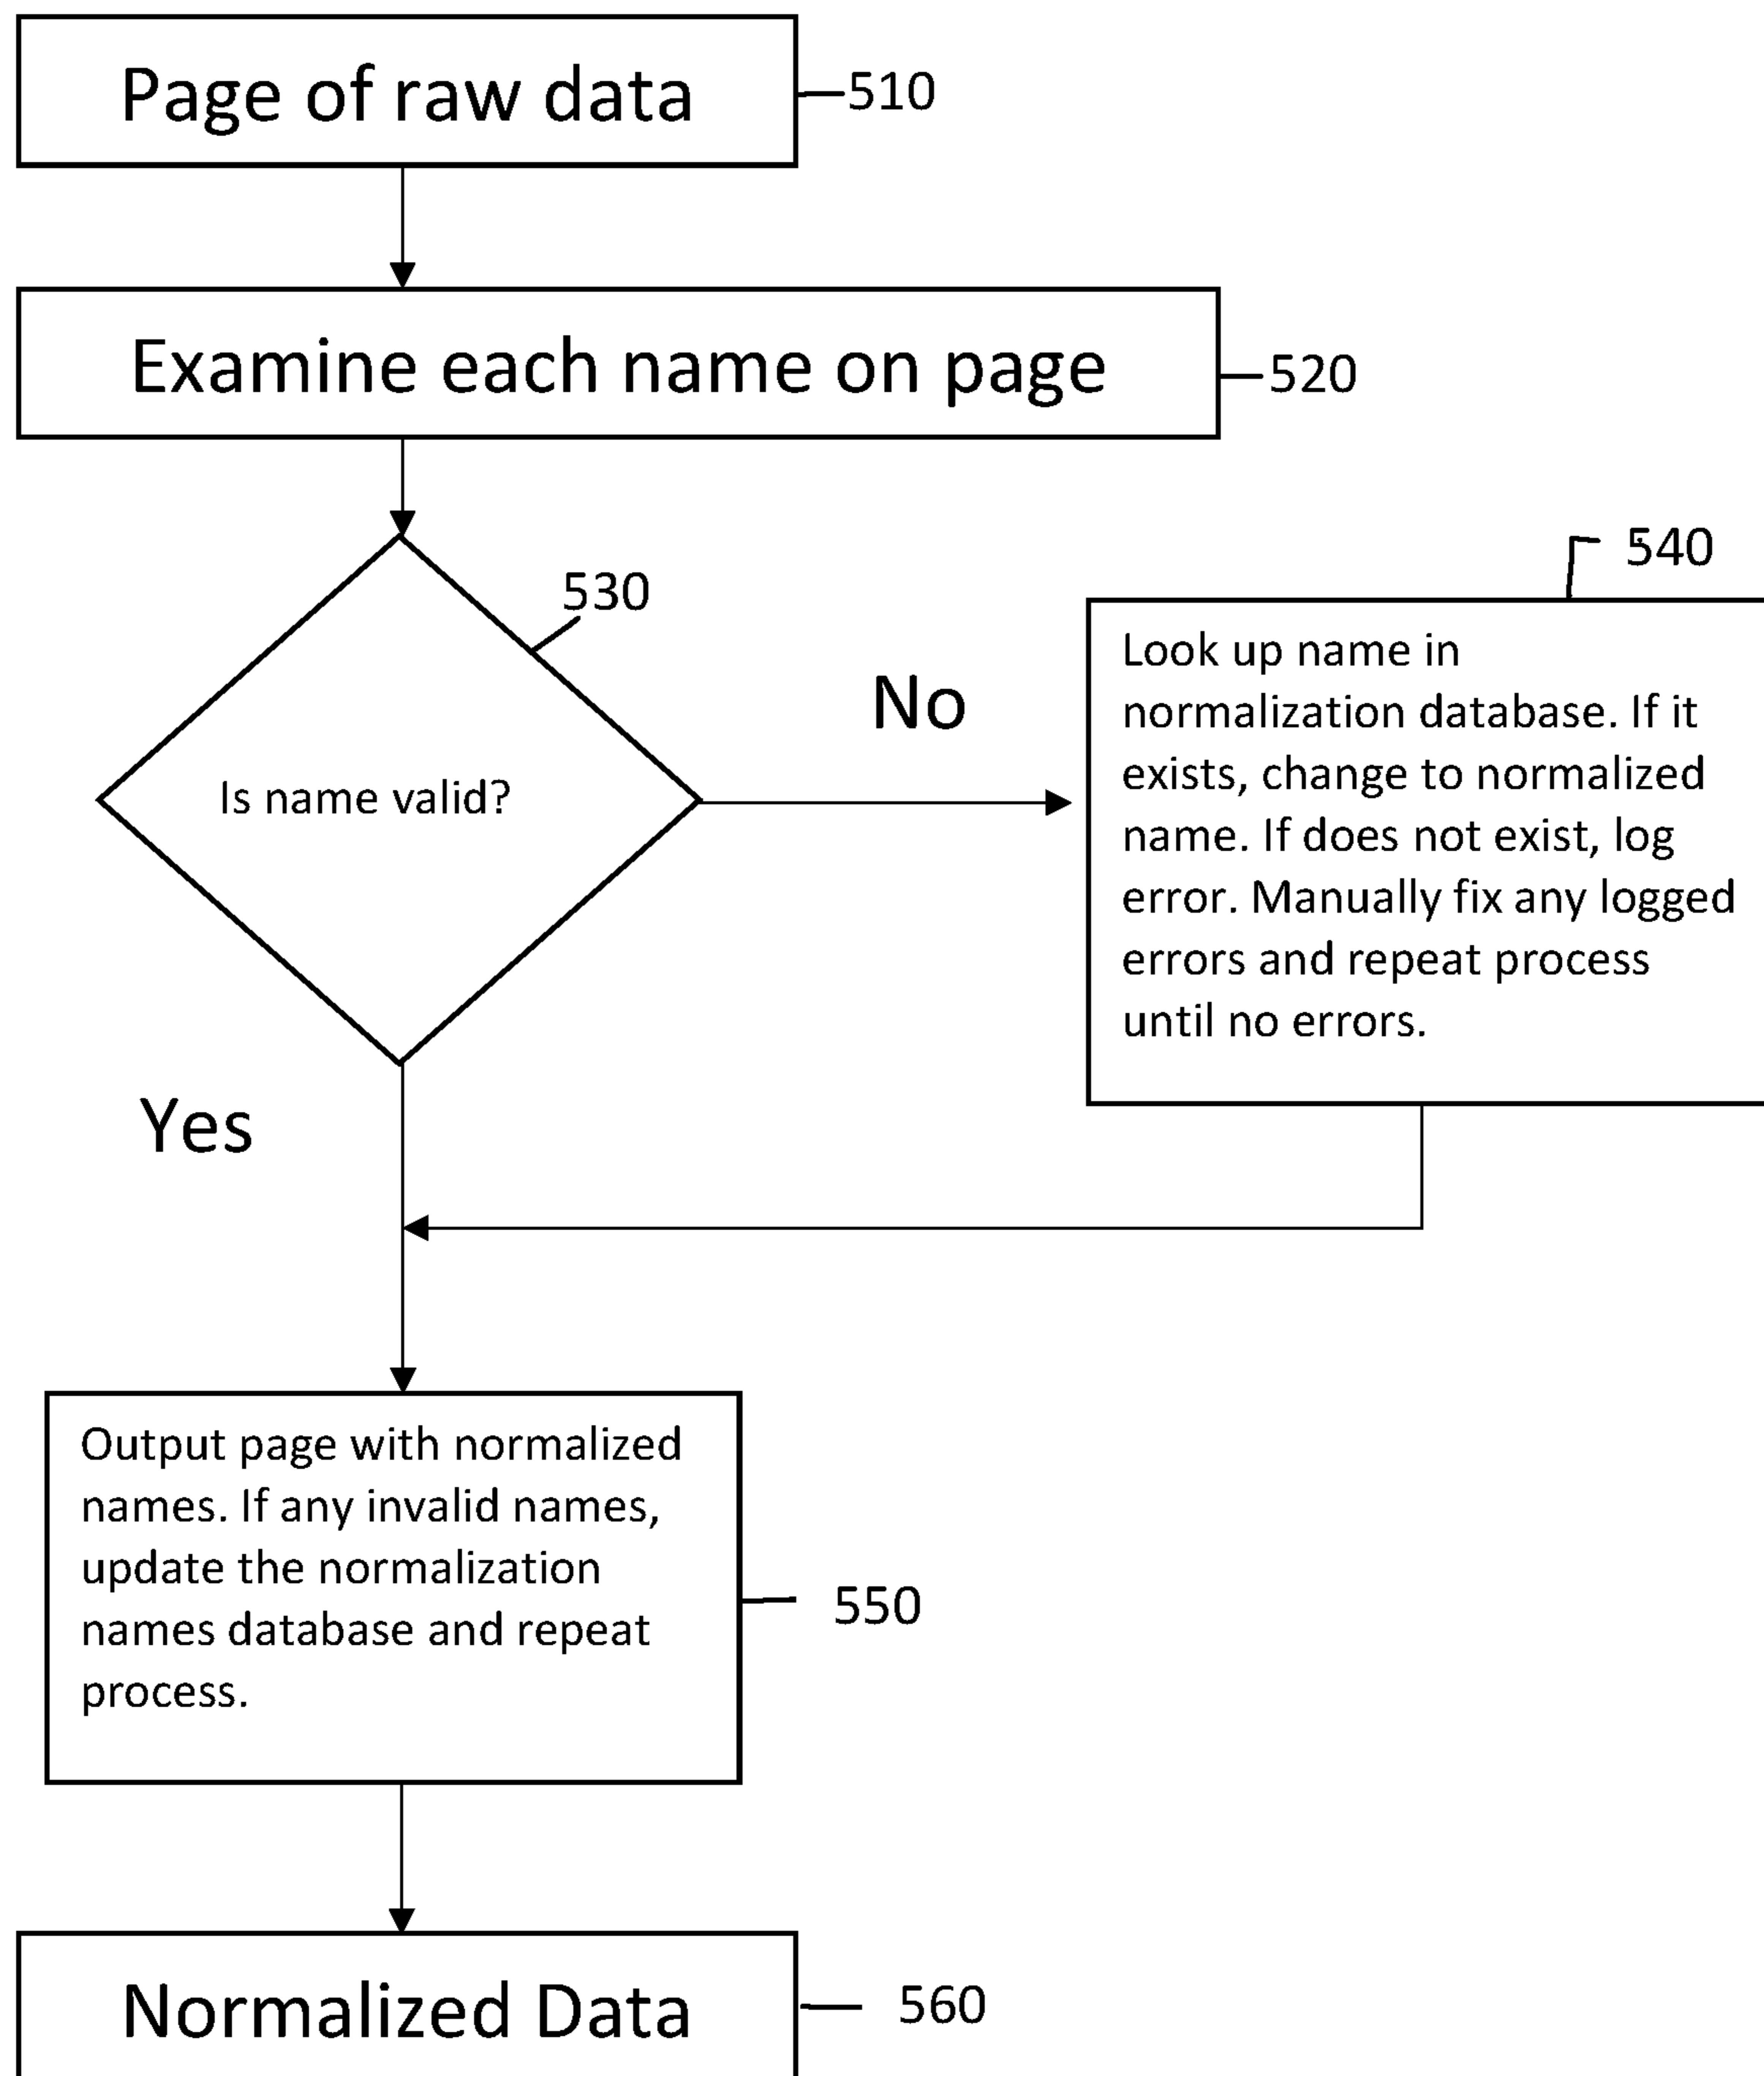 Page of raw data
510
Examine each name on page
520
530
Is name valid?
No
540
Look up name in
normalization database. If it
exists, change to normalized
name. If does not exist, log
error. Manually fix any logged
errors and repeat process
until no errors.
Yes
Output page with normalized
names. If any invalid names,
update the normalization
names database and repeat
process.
550
Normalized Data
560